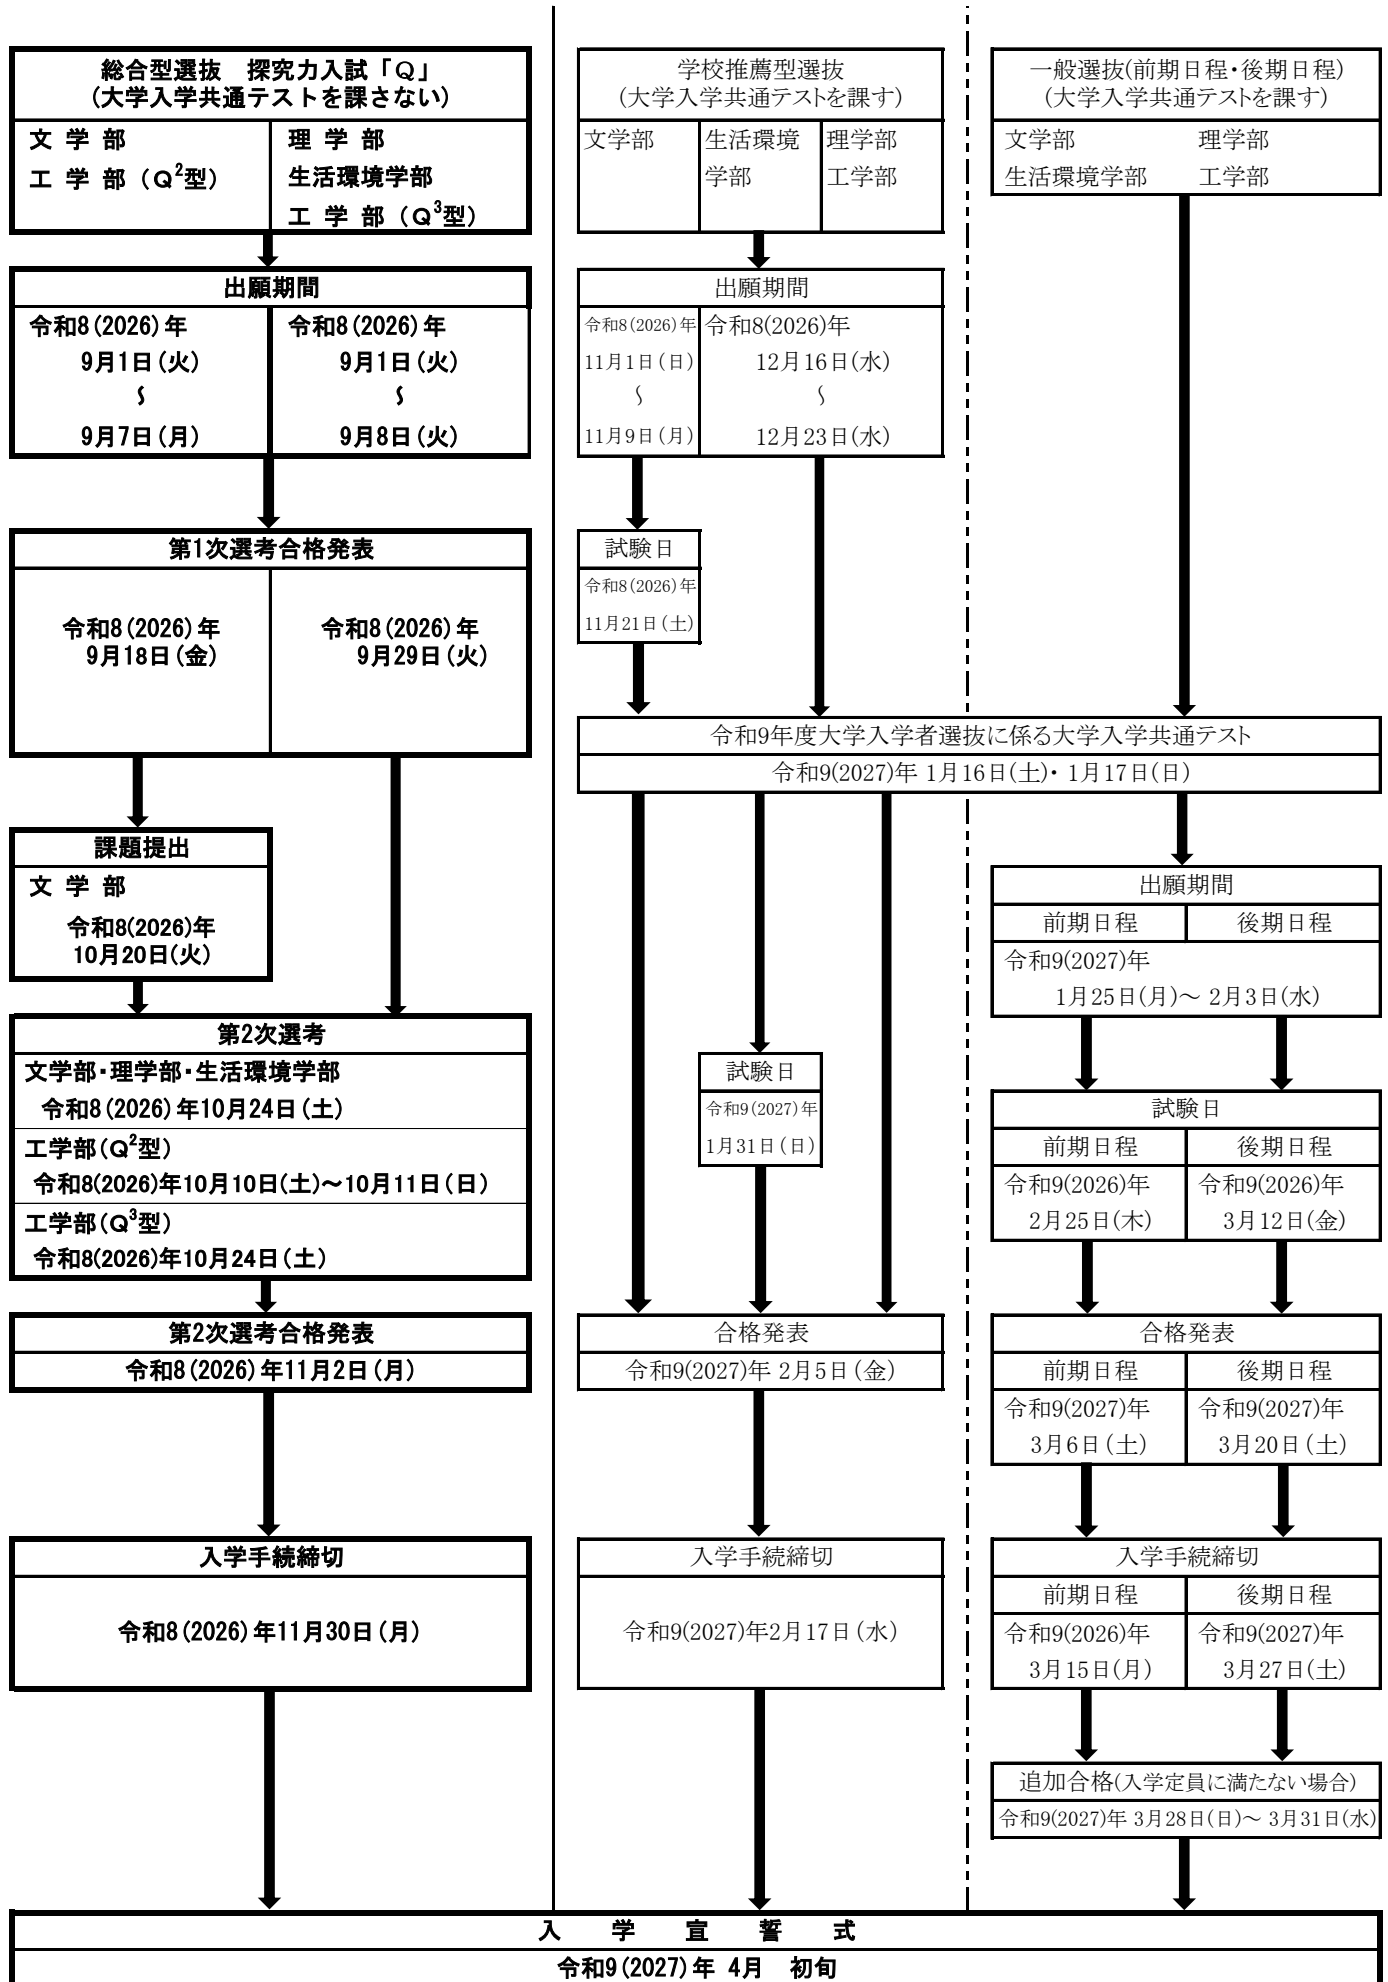 総合型選抜　探究力入試「Q」
(大学入学共通テストを課さない)
文 学 部
工 学 部 (Q²型)
理 学 部
生活環境学部
工 学 部 (Q³型)
出願期間
令和8(2026)年
9月1日(火)
～
9月7日(月)
令和8(2026)年
9月1日(火)
～
9月8日(火)
第1次選考合格発表
令和8(2026)年
9月18日(金)
令和8(2026)年
9月29日(火)
課題提出
文 学 部
令和8(2026)年
10月20日(火)
第2次選考
文学部・理学部・生活環境学部
令和8(2026)年10月24日(土)
工学部(Q²型)
令和8(2026)年10月10日(土)～10月11日(日)
工学部(Q³型)
令和8(2026)年10月24日(土)
第2次選考合格発表
令和8(2026)年11月2日(月)
入学手続締切
令和8(2026)年11月30日(月)
学校推薦型選抜
(大学入学共通テストを課す)
文学部
生活環境
学部
理学部
工学部
出願期間
令和8(2026)年
11月1日(日)
～
11月9日(月)
令和8(2026)年
12月16日(水)
～
12月23日(水)
試験日
令和8(2026)年
11月21日(土)
一般選抜(前期日程・後期日程)
(大学入学共通テストを課す)
文学部　理学部
生活環境学部　工学部
令和9年度大学入学者選抜に係る大学入学共通テスト
令和9(2027)年 1月16日(土)・ 1月17日(日)
試験日
令和9(2027)年
1月31日(日)
合格発表
令和9(2027)年 2月5日(金)
入学手続締切
令和9(2027)年2月17日(水)
出願期間
前期日程　後期日程
令和9(2027)年
1月25日(月)～ 2月3日(水)
試験日
前期日程　後期日程
令和9(2026)年　令和9(2026)年
2月25日(木)　3月12日(金)
合格発表
前期日程　後期日程
令和9(2027)年　令和9(2027)年
3月6日(土)　3月20日(土)
入学手続締切
前期日程　後期日程
令和9(2026)年　令和9(2027)年
3月15日(月)　3月27日(土)
追加合格(入学定員に満たない場合)
令和9(2027)年 3月28日(日)～ 3月31日(水)
入 学 宣 誓 式
令和9(2027)年 4月　初旬